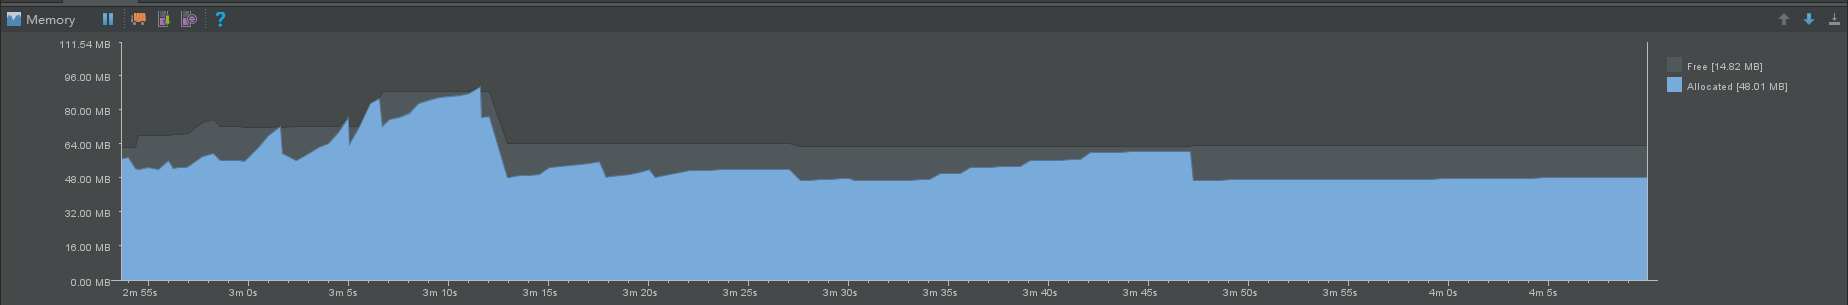 Memory ?
111.54 MB
96.00 MB
80.00 MB
64.00 MB
48.00 MB
32.00 MB
16.00 MB
0.00 MB
Free [14.82 MB]
Allocated [48.01 MB]
2m 55s 3m 0s 3m 5s 3m 10s 3m 15s 3m 20s 3m 25s 3m 30s 3m 35s 3m 40s 3m 45s 3m 50s 3m 55s 4m 0s 4m 5s